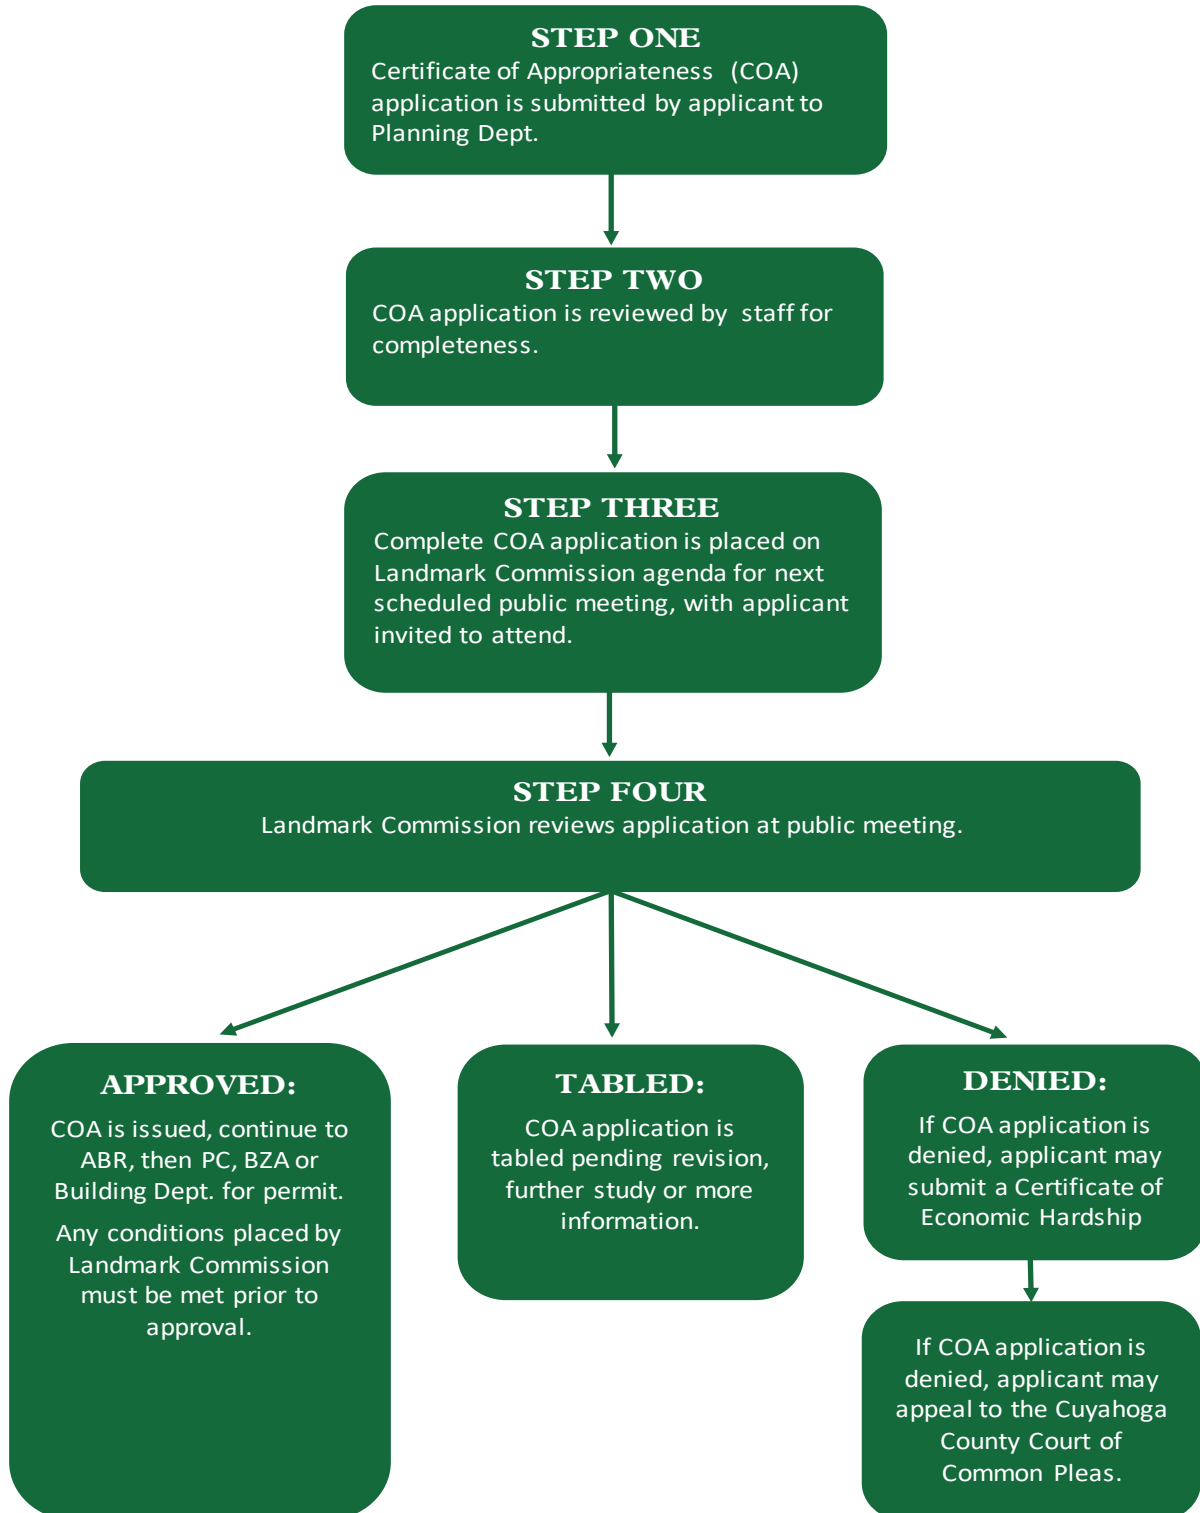 STEP ONE
Certificate of Appropriateness (COA)
application is submitted by applicant to
Planning Dept.
STEP TWO
COA application is reviewed by staff for
completeness.
STEP THREE
Complete COA application is placed on
Landmark Commission agenda for next
scheduled public meeting, with applicant
invited to attend.
STEP FOUR
Landmark Commission reviews application at public meeting.
APPROVED:
COA is issued, continue to
ABR, then PC, BZA or
Building Dept. for permit.
Any conditions placed by
Landmark Commission
must be met prior to
approval.
TABLED:
COA application is
tabled pending revision,
further study or more
information.
DENIED:
If COA application is
denied, applicant may
submit a Certificate of
Economic Hardship
If COA application is
denied, applicant may
appeal to the Cuyahoga
County Court of
Common Pleas.